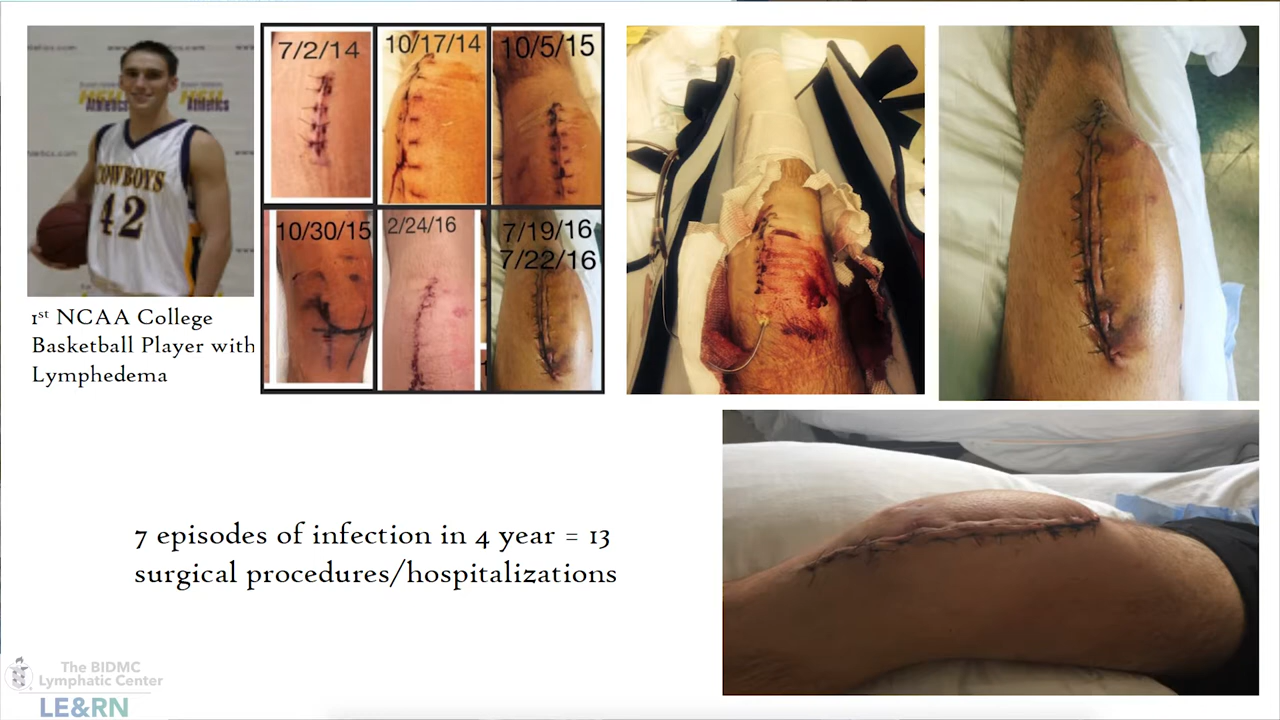 Athletics
Athletics
COWBOYS
42
1st NCAA College
Basketball Player with
Lymphedema
7/2/14
10/17/14
10/5/15
10/30/15
2/24/16
7/19/16
7/22/16
7 episodes of infection in 4 year = 13
surgical procedures/hospitalizations
The BIDMC
Lymphatic Center
LE&RN